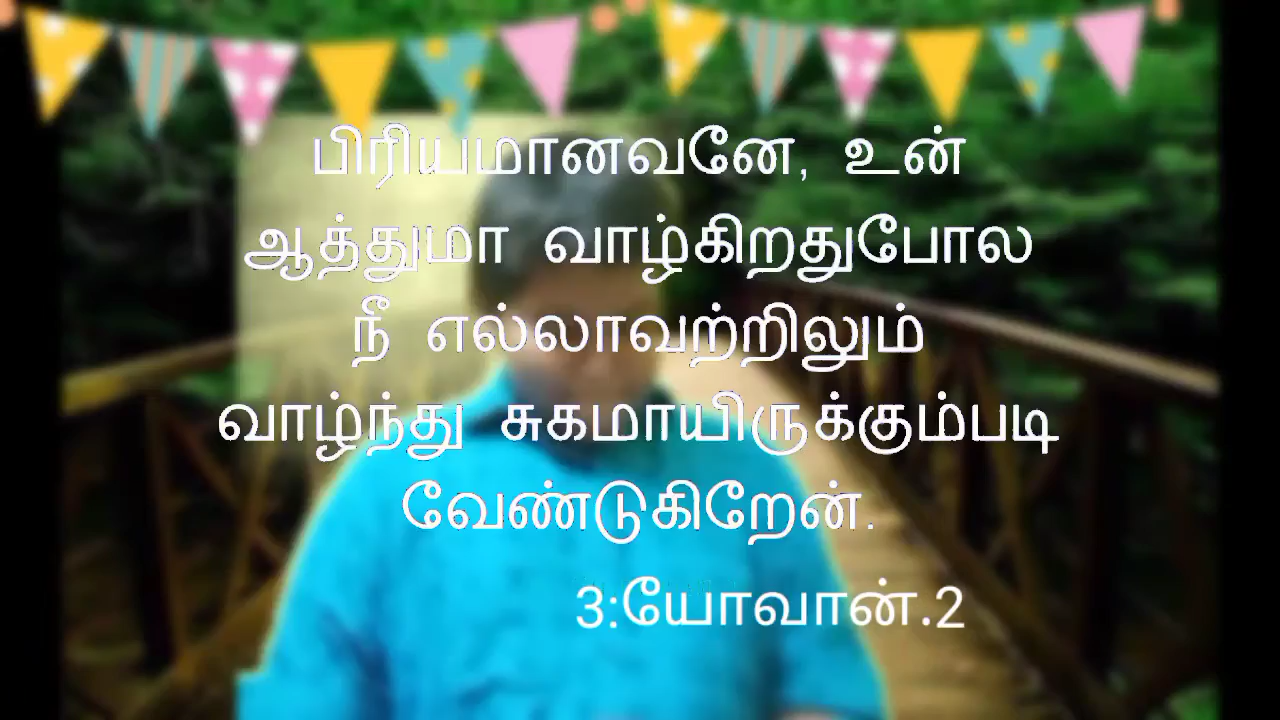 பிரியமானவனே, உன்
ஆத்துமா வாழ்கிறதுபோல
நீ எல்லாவற்றிலும்
வாழ்ந்து சுகமாயிருக்கும்படி
வேண்டுகிறேன்.
3:யோவான்.2